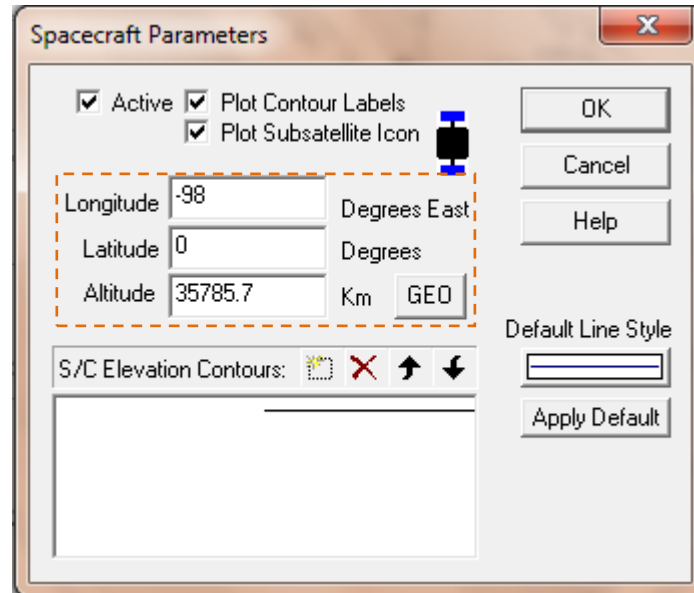 Spacecraft Parameters
Active Plot Contour Labels
Plot Subsatellite Icon
OK
Cancel
Help
Longitude -98 Degrees East
Latitude 0 Degrees
Altitude 35785.7 Km GEO
Default Line Style
S/C Elevation Contours:
Apply Default